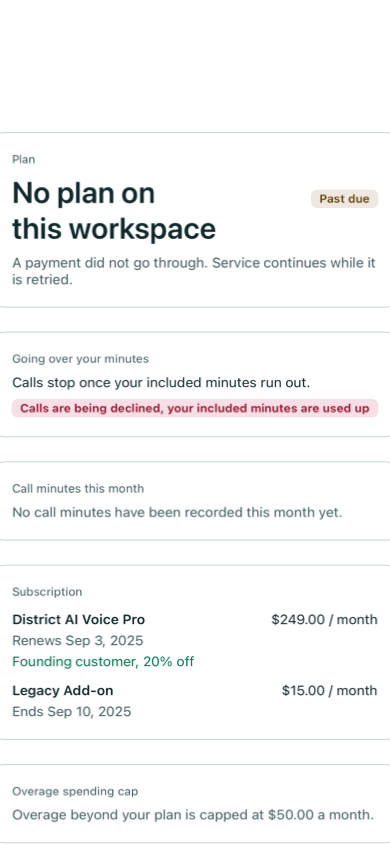 Plan
No plan on
this workspace
Past due
A payment did not go through. Service continues while it
is retried.
Going over your minutes
Calls stop once your included minutes run out.
Calls are being declined, your included minutes are used up
Call minutes this month
No call minutes have been recorded this month yet.
Subscription
District AI Voice Pro $249.00 / month
Renews Sep 3, 2025
Founding customer, 20% off
Legacy Add-on $15.00 / month
Ends Sep 10, 2025
Overage spending cap
Overage beyond your plan is capped at $50.00 a month.